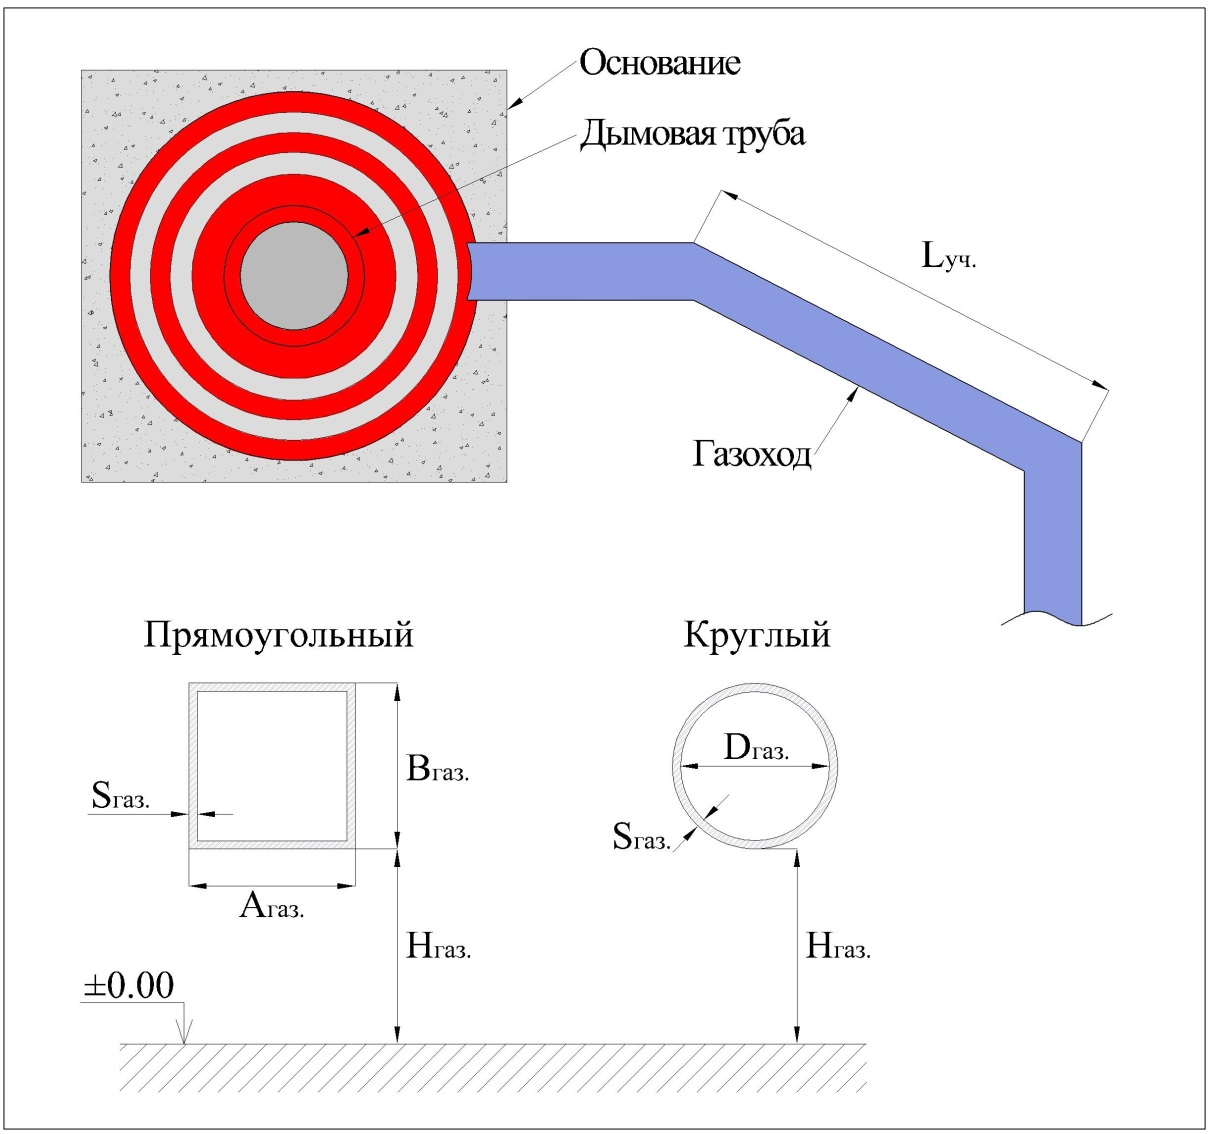 Основание
Дымовая труба
Lуч.
Газоход
Прямоугольный
Круглый
Bгаз.
Dгаз.
Sгаз.
Sгаз.
Aгаз.
Hгаз.
Hгаз.
±0.00